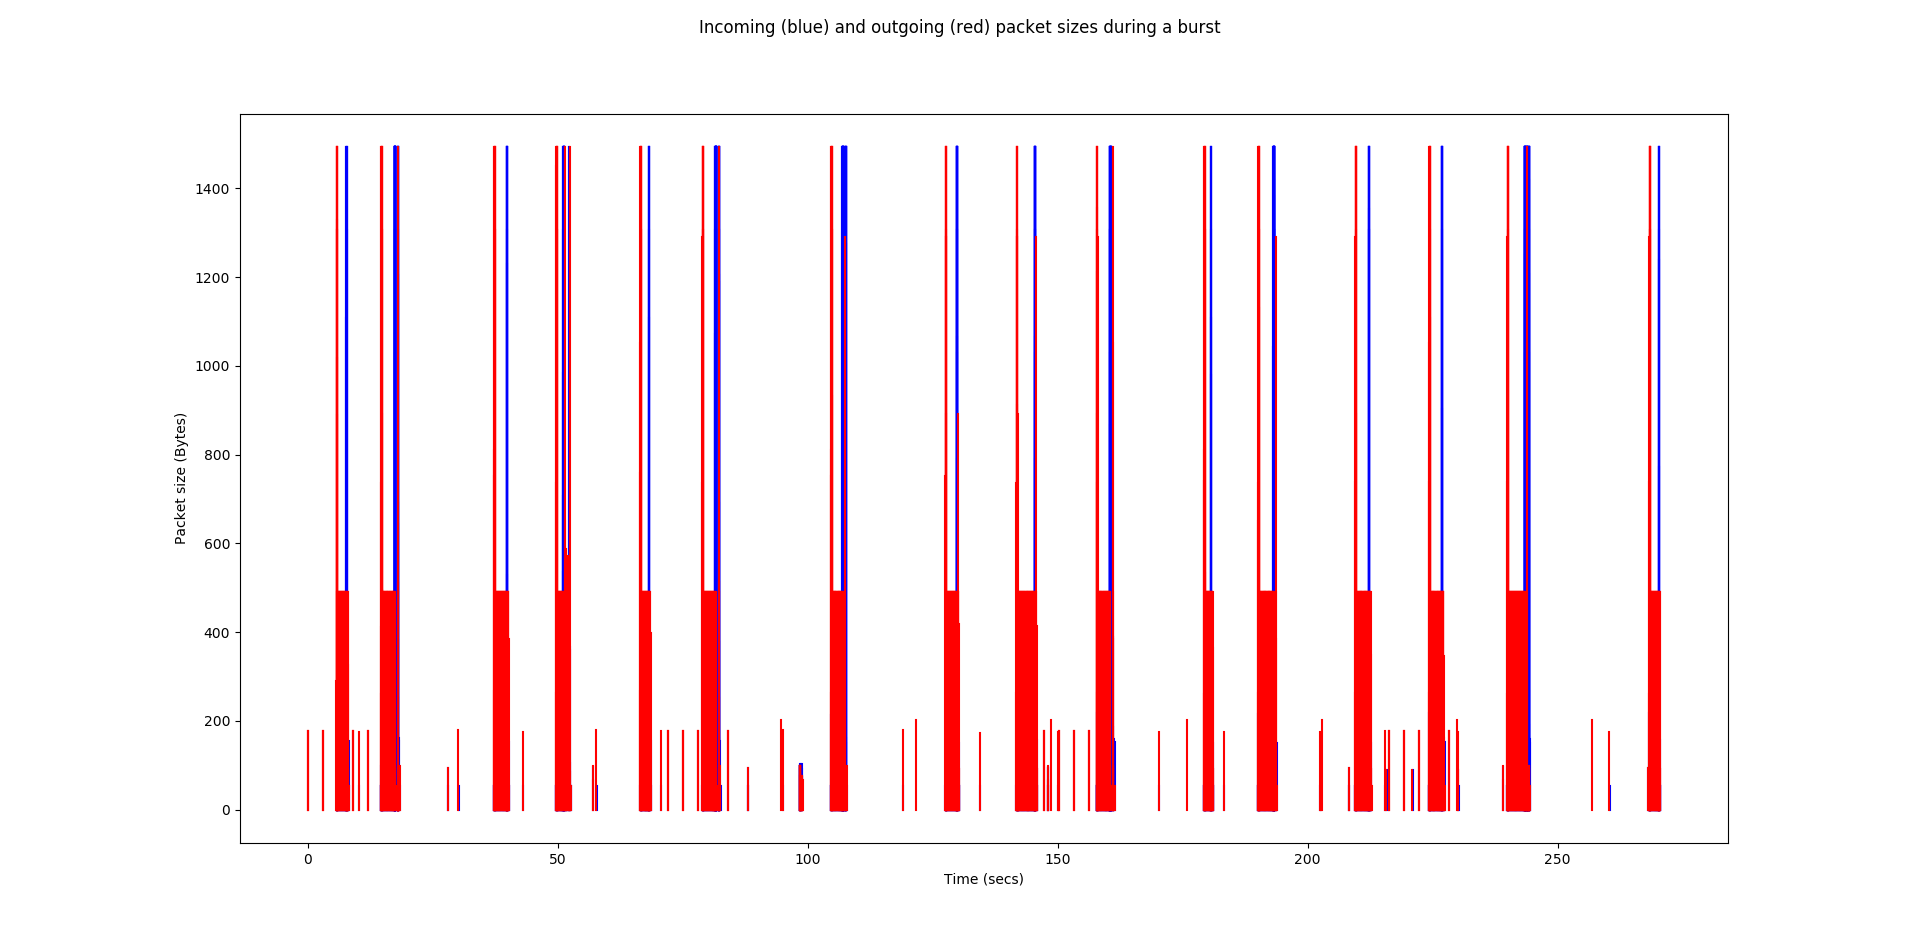 Incoming (blue) and outgoing (red) packet sizes during a burst
1400
1200
1000
800
600
400
200
0
Packet size (Bytes)
0 50 100 150 200 250
Time (secs)